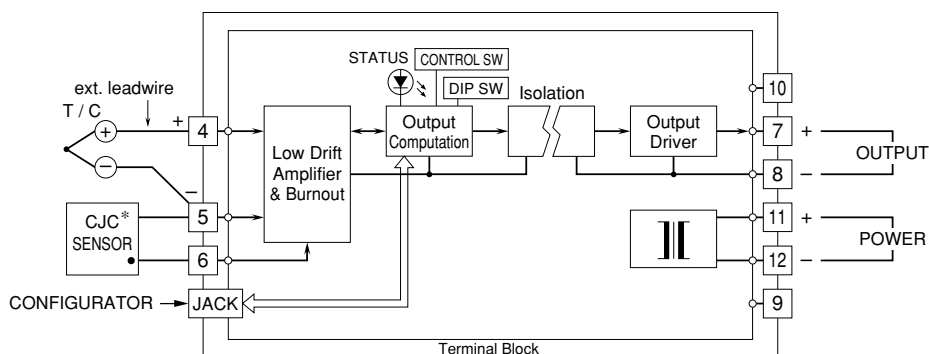 STATUS
CONTROL SW
DIP SW
Isolation
ext. leadwire
T / C
+
–
+
4
–
5
6
CJC*
SENSOR
CONFIGURATOR
JACK
Low Drift
Amplifier
& Burnout
Output
Computation
Output
Driver
10
7
+
8
–
OUTPUT
11
+
12
–
POWER
9
Terminal Block